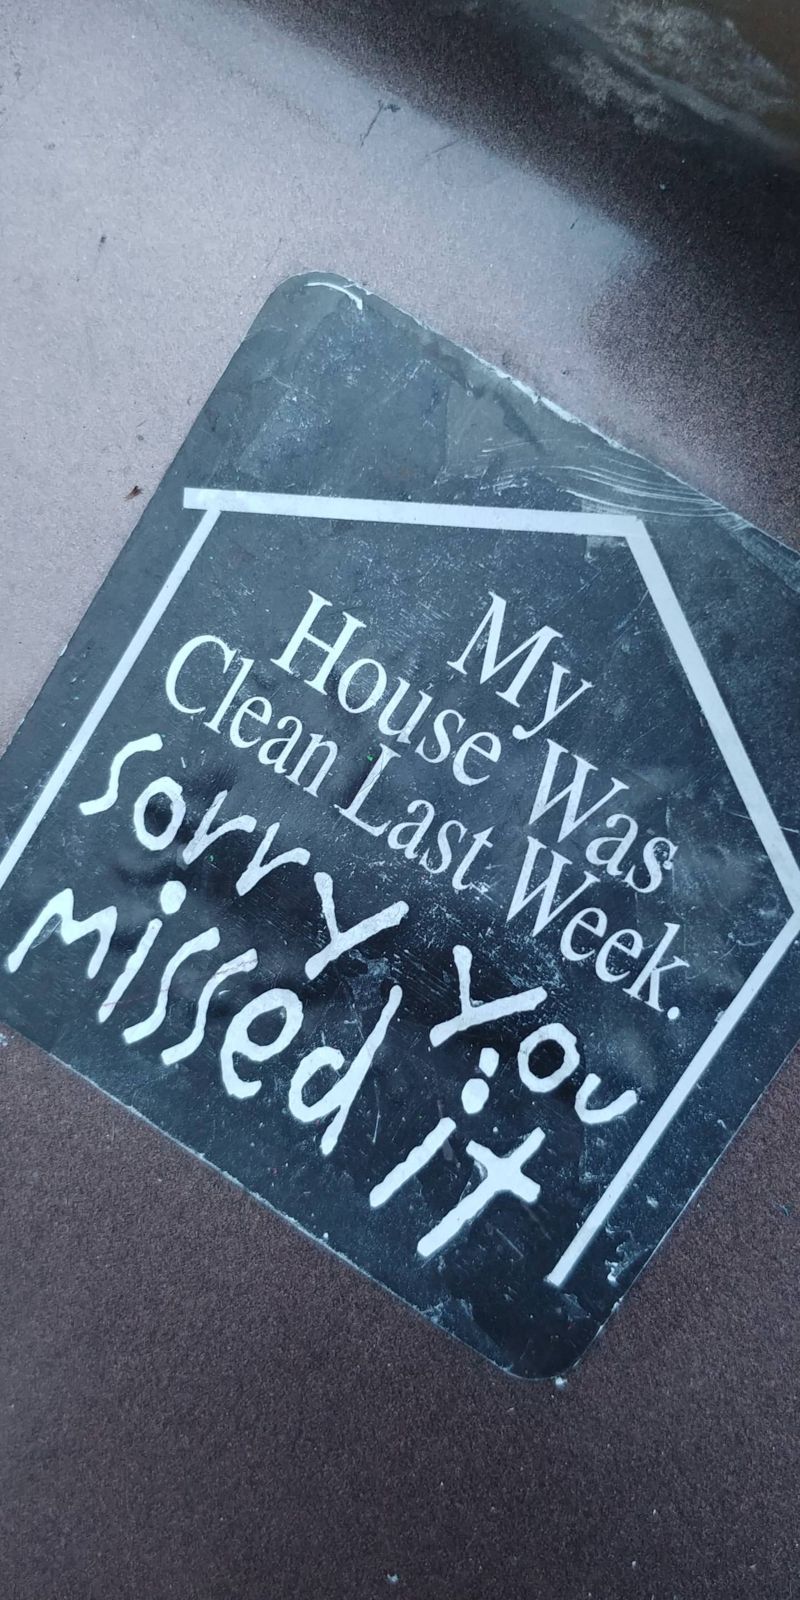 My
House Was
Clean Last Week.
sorry you
missed it